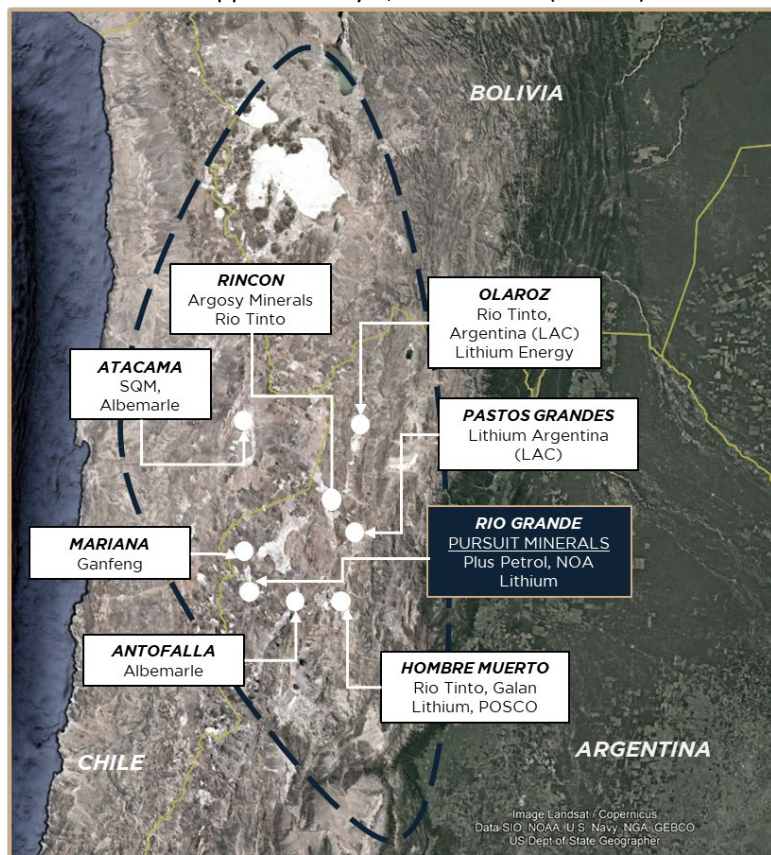 BOLIVIA
RINCON
Argosy Minerals
Rio Tinto
OLAROZ
Rio Tinto,
Argentina (LAC)
Lithium Energy
ATACAMA
SQM,
Albemarle
PASTOS GRANDES
Lithium Argentina
(LAC)
RIO GRANDE
PURSUIT MINERALS
Plus Petrol, NOA
Lithium
MARIANA
Ganfeng
ANTOFALLA
Albemarle
HOMBRE MUERTO
Rio Tinto, Galan
Lithium, POSCO
CHILE
ARGENTINA
Image Landsat / Copernicus
Data SIO, NOAA, U.S. Navy, NGA, GEBCO
US Dept of State Geographer